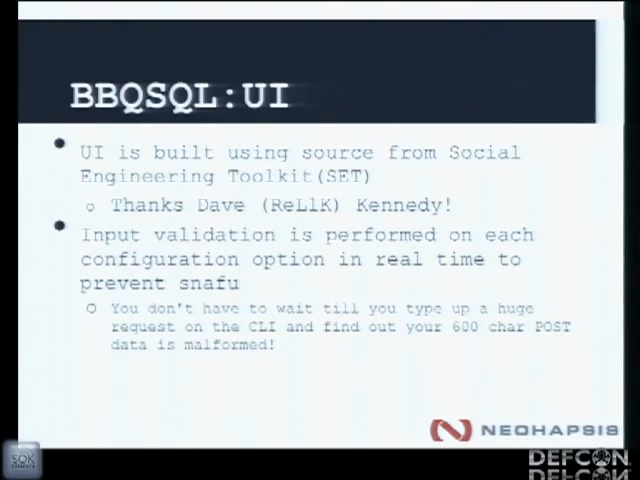 BBQSQL:UI
UI is built using source from Social
Engineering Toolkit(SET)
Thanks Dave (ReL1K) Kennedy!
Input validation is performed on each
configuration option in real time to
prevent snafu
You don't have to wait till you type up a huge
request on the CLI and find out your 600 char POST
data is malformed!
NEOHAPSIS
SOK
DEFCON